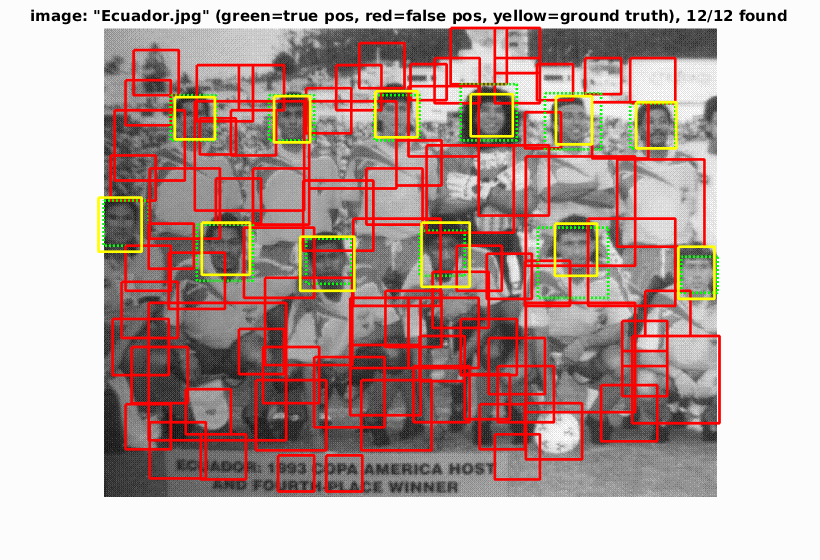 image: "Ecuador.jpg" (green=true pos, red=false pos, yellow=ground truth), 12/12 found
ECUADOR: 1993 COPA AMERICA HOST
AND FOURTH-PLACE WINNER